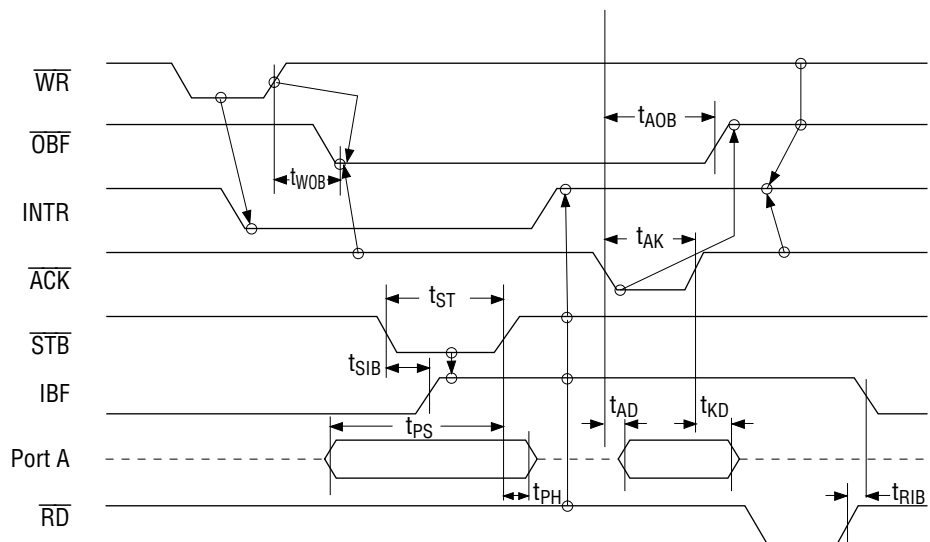 WR
OBF
tAOB
tWOB
INTR
tAK
ACK
tST
STB
tSIB
IBF
tAD
tKD
tPS
Port A
tPH
tRIB
RD